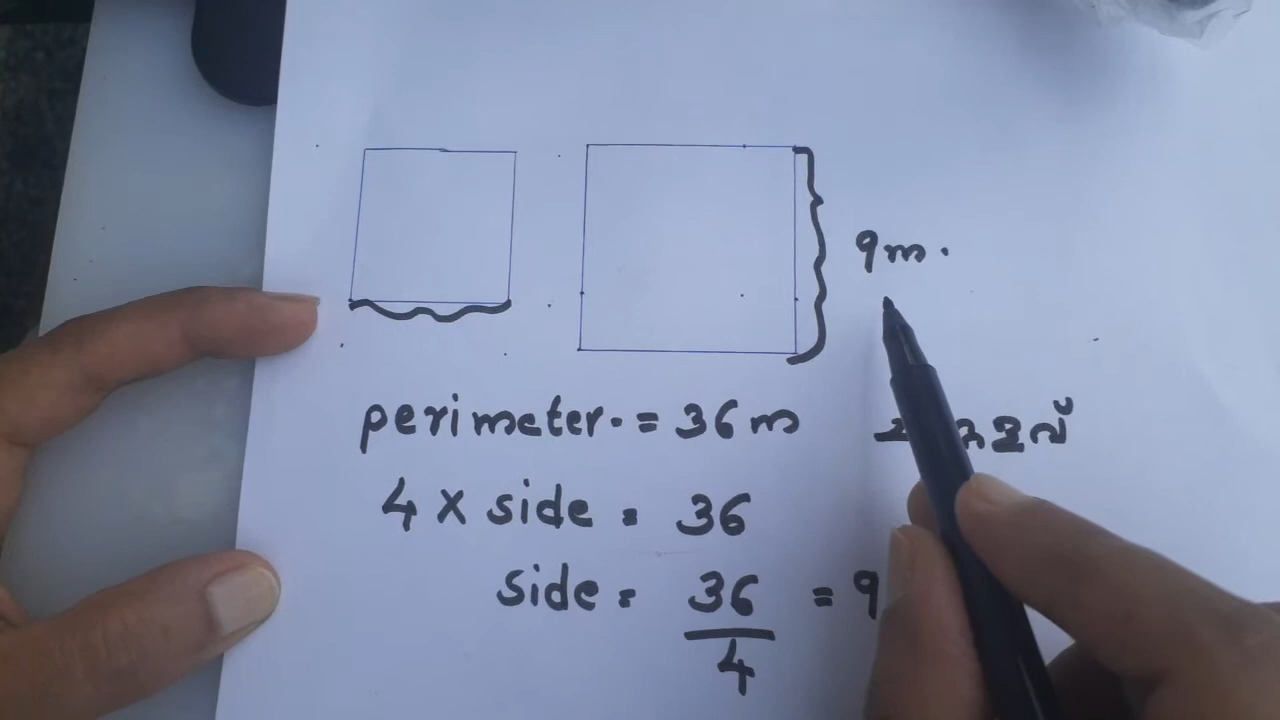 9m.
perimeter. = 36m
4 x side = 36
side = 36/4 = 9